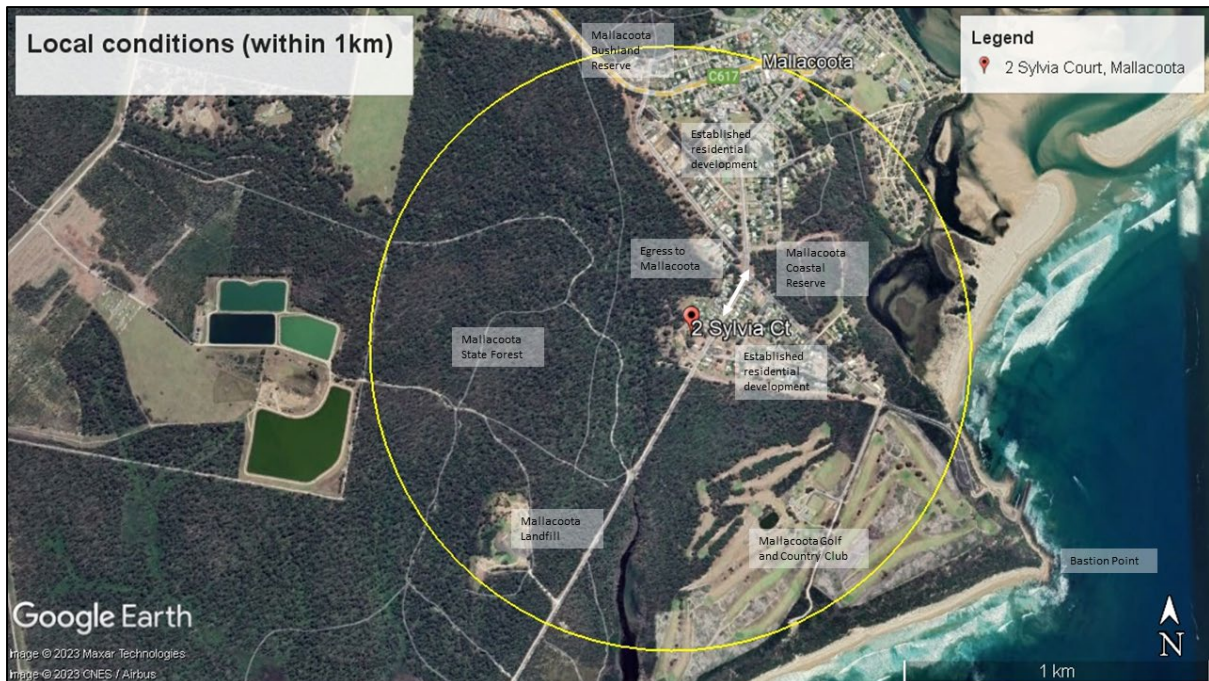 Local conditions (within 1km)
Legend
2 Sylvia Court, Mallacoota
Mallacoota
Bushland
Reserve
Mallacoota
C617
Established
residential
development
Egress to
Mallacoota
Mallacoota
Coastal
Reserve
2 Sylvia Ct
Mallacoota
State Forest
Established
residential
development
Mallacoota
Landfill
Mallacoota Golf
and Country Club
Bastion Point
Google Earth
Image © 2023 Maxar Technologies
Image © 2023 CNES / Airbus
1 km
N